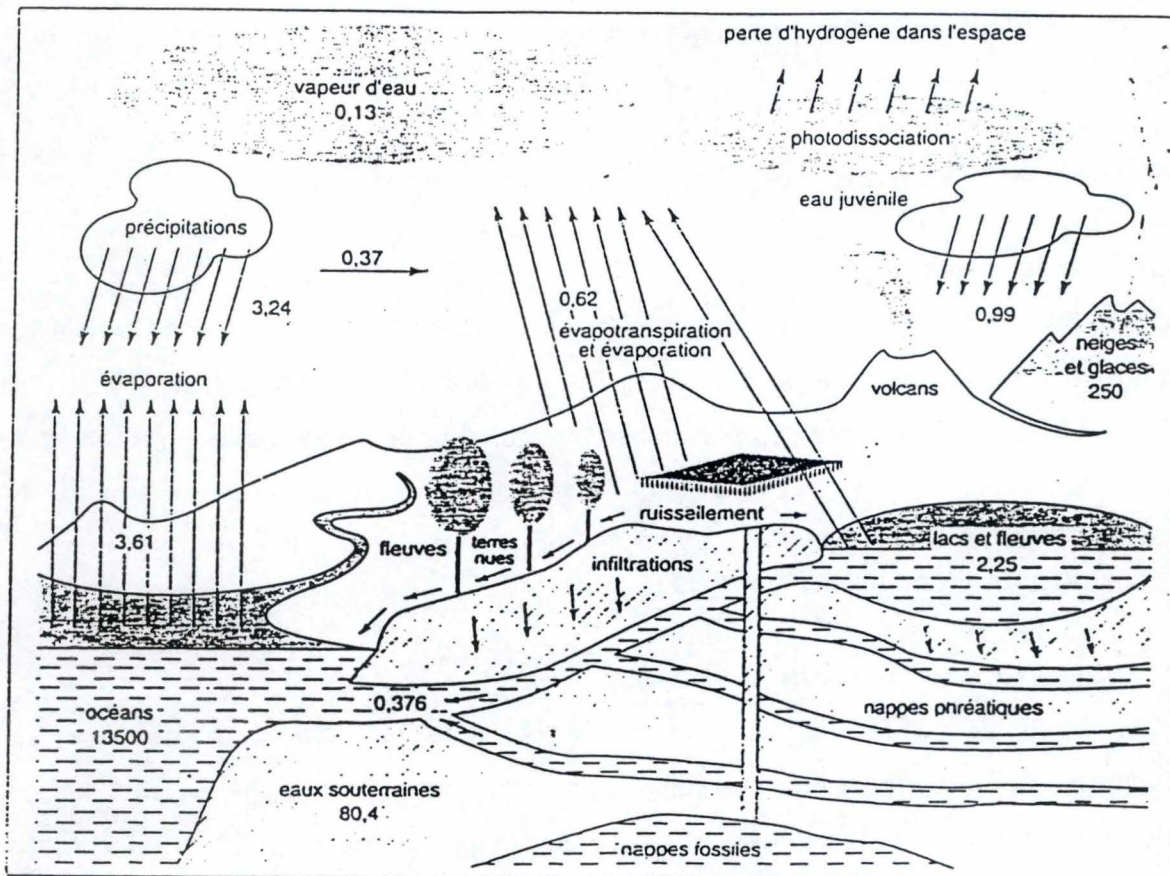 perte d'hydrogène dans l'espace
vapeur d'eau
0,13
photodissociation
eau juvénile
précipitations
0,37
3,24
0,62
évapotranspiration
et évaporation
0,99
neiges
et glaces
250
évaporation
volcans
ruisseilement
3,61
fleuves
terres
nues
infiltrations
lacs et fleuves
2,25
0,376
océans
13500
nappes phréatiques
eaux souterraines
80,4
nappes fossiles